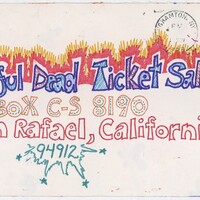 ful Dead Ticket Sal
BOX C-S 8190
n Rafael, Californi
94912